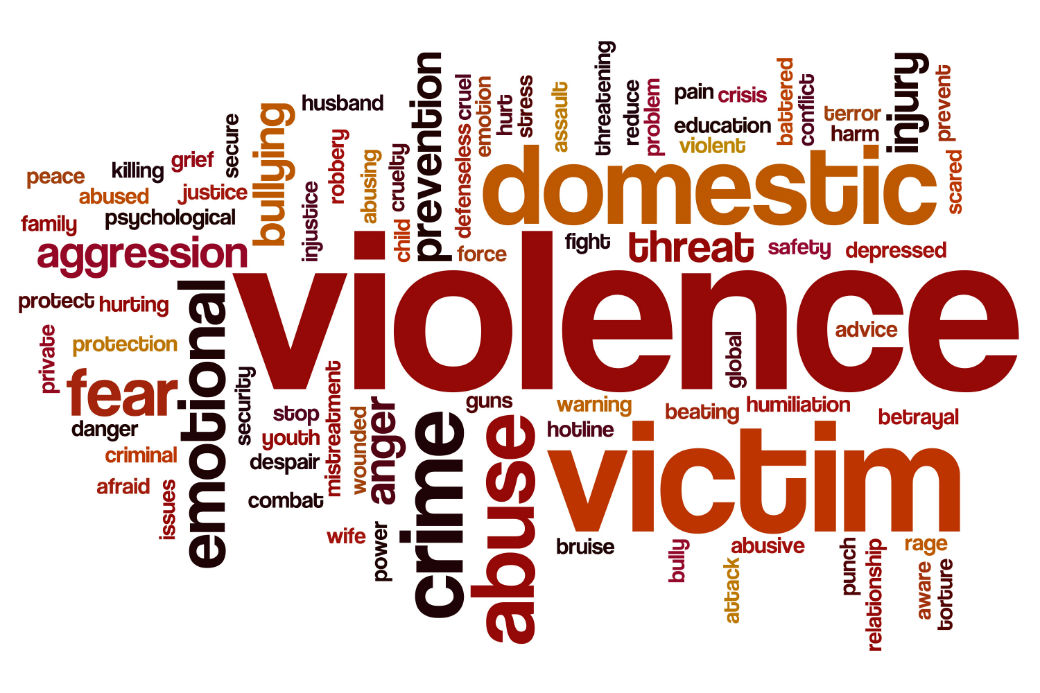 husband
prevention
cruel
emotion
hurt
stress
assault
threatening
reduce
problem
pain
crisis
battered
conflict
terror
harm
injury
prevent
education
violent
secure
bullying
robbery
abusing
cruelty
defenseless
domestic
scared
killing
grief
peace
abused
justice
family
psychological
injustice
child
force
fight
threat
safety
depressed
aggression
violence
protect
hurting
emotional
private
protection
global
advice
fear
security
danger
stop
youth
mistreatment
wounded
anger
guns
crime
abuse
warning
beating
humiliation
betrayal
hotline
victim
criminal
despair
afraid
issues
combat
wife
power
bruise
bully
abusive
attack
punch
relationship
rage
aware
torture